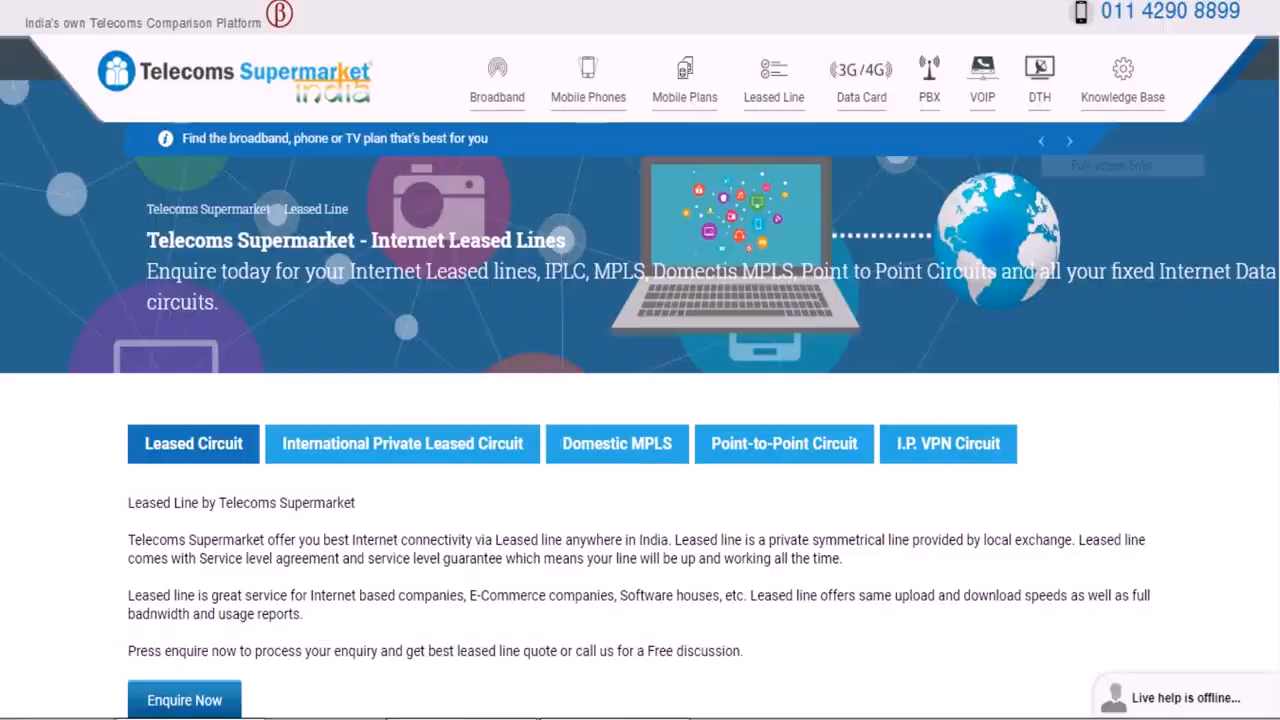 India's own Telecoms Comparison Platform β
011 4290 8899
Telecoms Supermarket
india
Broadband
Mobile Phones
Mobile Plans
Leased Line
(3G/4G)
Data Card
PBX
VOIP
DTH
Knowledge Base
Find the broadband, phone or TV plan that's best for you
Full-screen Snip
Telecoms Supermarket Leased Line
Telecoms Supermarket - Internet Leased Lines
Enquire today for your Internet Leased lines, IPLC, MPLS, Domectis MPLS, Point to Point Circuits and all your fixed Internet Data
circuits.
Leased Circuit
International Private Leased Circuit
Domestic MPLS
Point-to-Point Circuit
I.P. VPN Circuit
Leased Line by Telecoms Supermarket
Telecoms Supermarket offer you best Internet connectivity via Leased line anywhere in India. Leased line is a private symmetrical line provided by local exchange. Leased line
comes with Service level agreement and service level guarantee which means your line will be up and working all the time.
Leased line is great service for Internet based companies, E-Commerce companies, Software houses, etc. Leased line offers same upload and download speeds as well as full
badnwidth and usage reports.
Press enquire now to process your enquiry and get best leased line quote or call us for a Free discussion.
Enquire Now
Live help is offline...